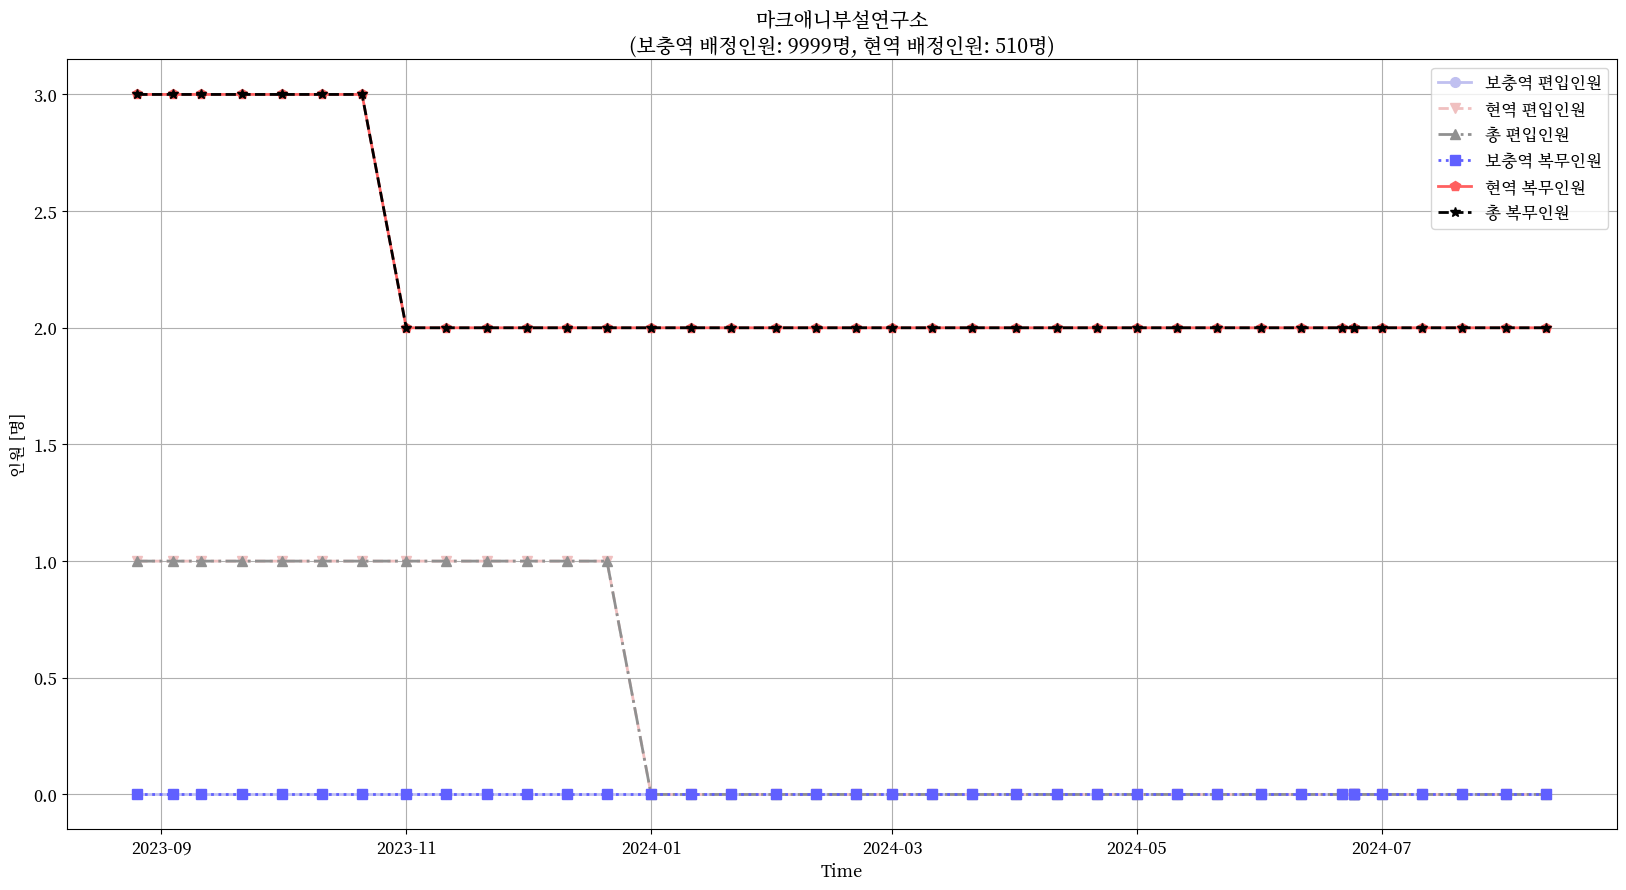 마크애니부설연구소
(보충역 배정인원: 9999명, 현역 배정인원: 510명)
보충역 편입인원
현역 편입인원
총 편입인원
보충역 복무인원
현역 복무인원
총 복무인원
인원 [명]
3.0
2.5
2.0
1.5
1.0
0.5
0.0
2023-09 2023-11 2024-01 2024-03 2024-05 2024-07
Time